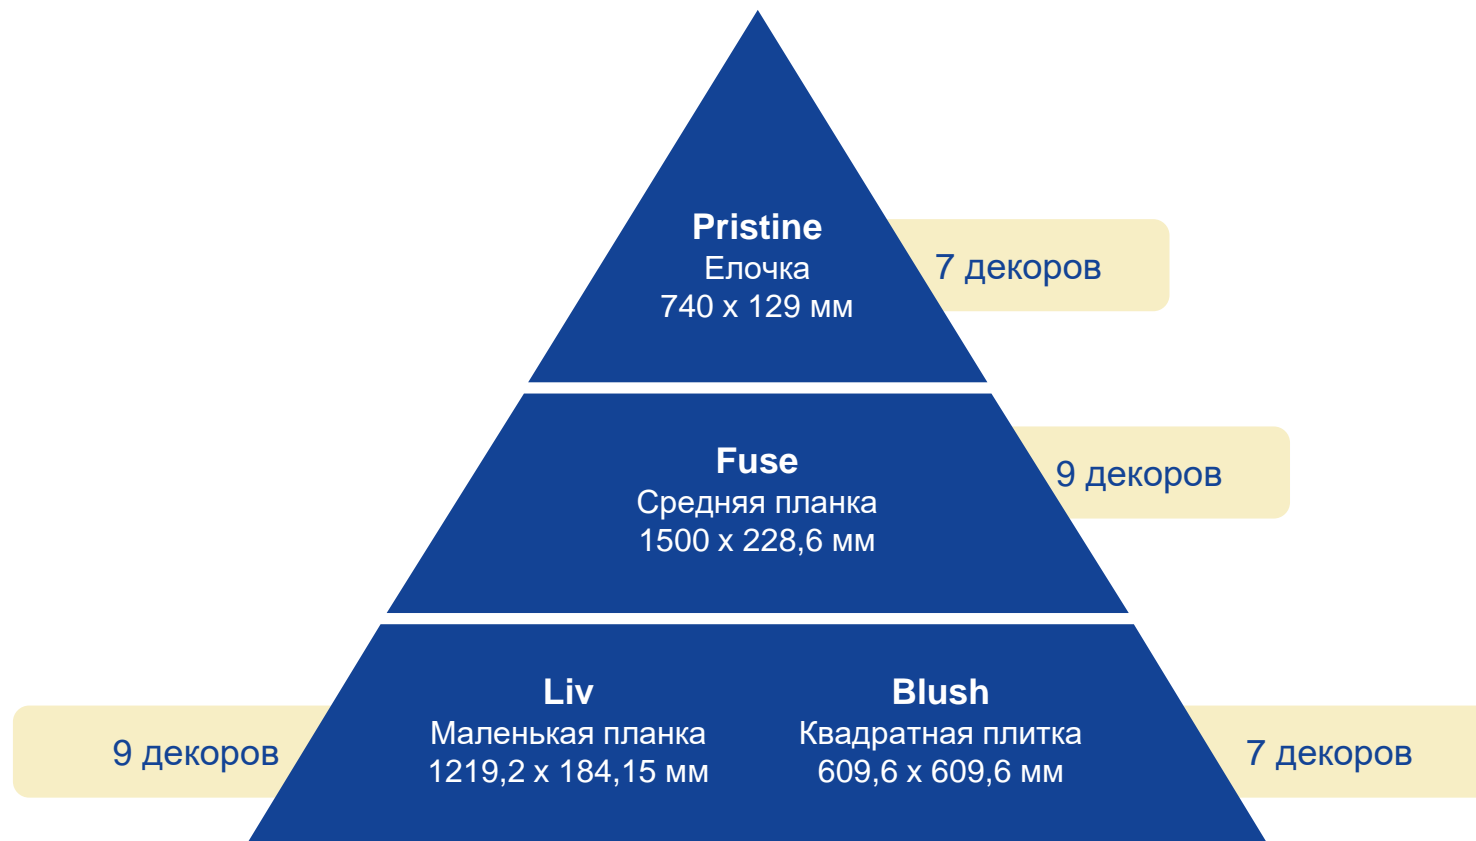 Pristine
Елочка
740 x 129 мм
7 декоров
Fuse
Средняя планка
1500 x 228,6 мм
9 декоров
Liv
Маленькая планка
1219,2 x 184,15 мм
9 декоров
Blush
Квадратная плитка
609,6 x 609,6 мм
7 декоров